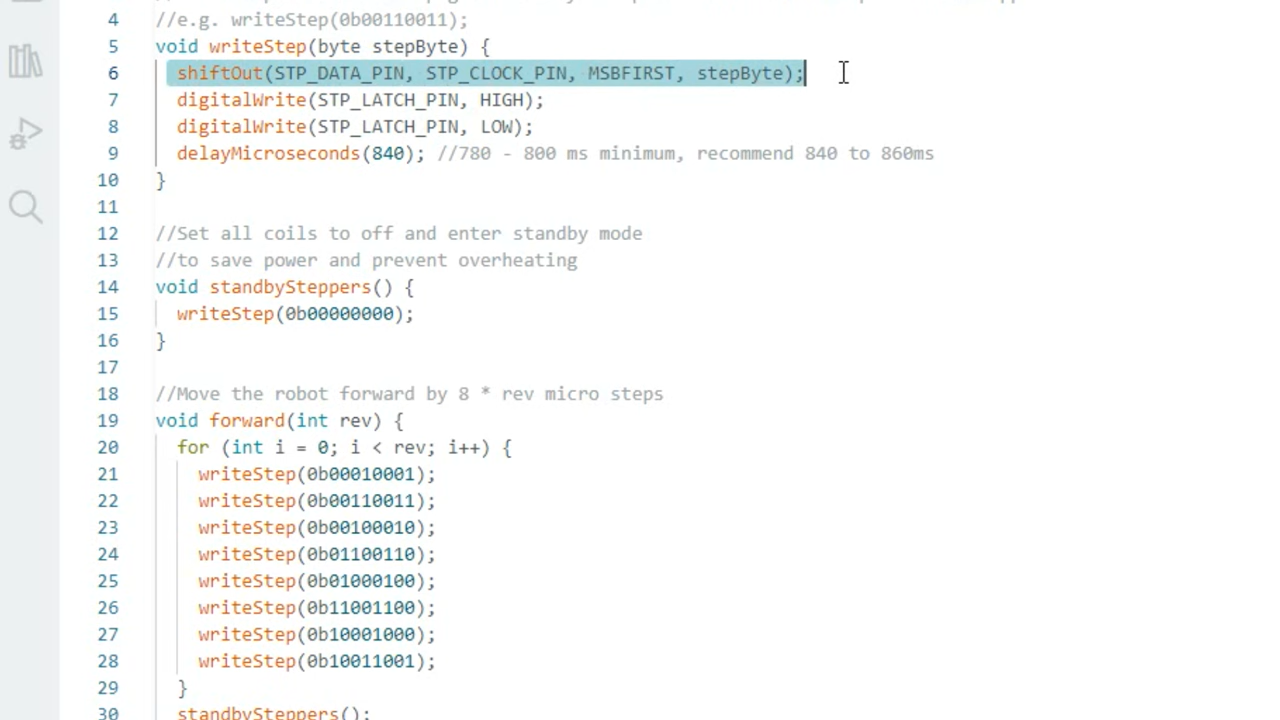 4 //e.g. writeStep(0b00110011);
5 void writeStep(byte stepByte) {
6 shiftOut(STP_DATA_PIN, STP_CLOCK_PIN, MSBFIRST, stepByte);
7 digitalWrite(STP_LATCH_PIN, HIGH);
8 digitalWrite(STP_LATCH_PIN, LOW);
9 delayMicroseconds(840); //780 - 800 ms minimum, recommend 840 to 860ms
10 }
11
12 //Set all coils to off and enter standby mode
13 //to save power and prevent overheating
14 void standbySteppers() {
15 writeStep(0b00000000);
16 }
17
18 //Move the robot forward by 8 * rev micro steps
19 void forward(int rev) {
20 for (int i = 0; i < rev; i++) {
21 writeStep(0b00010001);
22 writeStep(0b00110011);
23 writeStep(0b00100010);
24 writeStep(0b01100110);
25 writeStep(0b01000100);
26 writeStep(0b11001100);
27 writeStep(0b10001000);
28 writeStep(0b10011001);
29 }
30 standbySteppers();